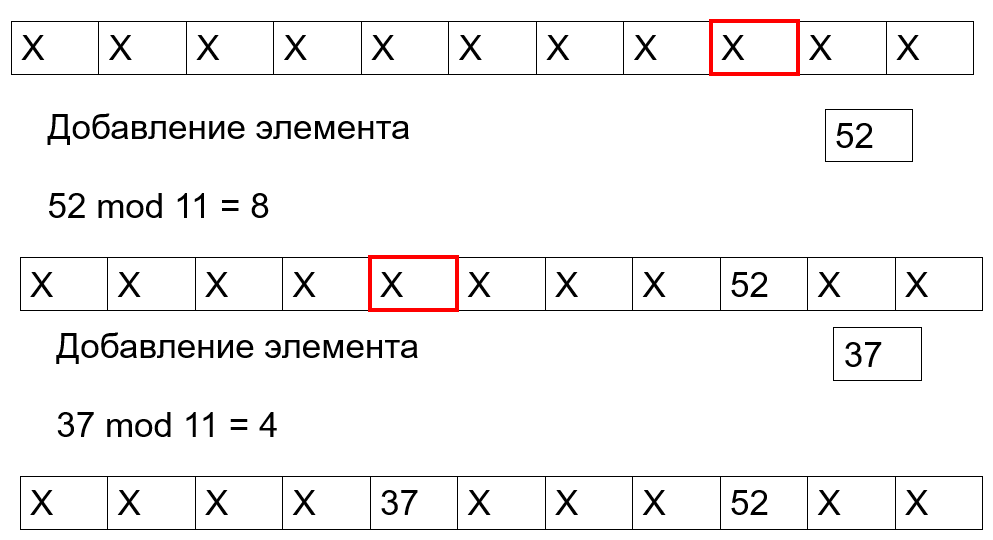 X X X X X X X X X X X
Добавление элемента 52
52 mod 11 = 8
X X X X X X X X 52 X X
Добавление элемента 37
37 mod 11 = 4
X X X X 37 X X X 52 X X